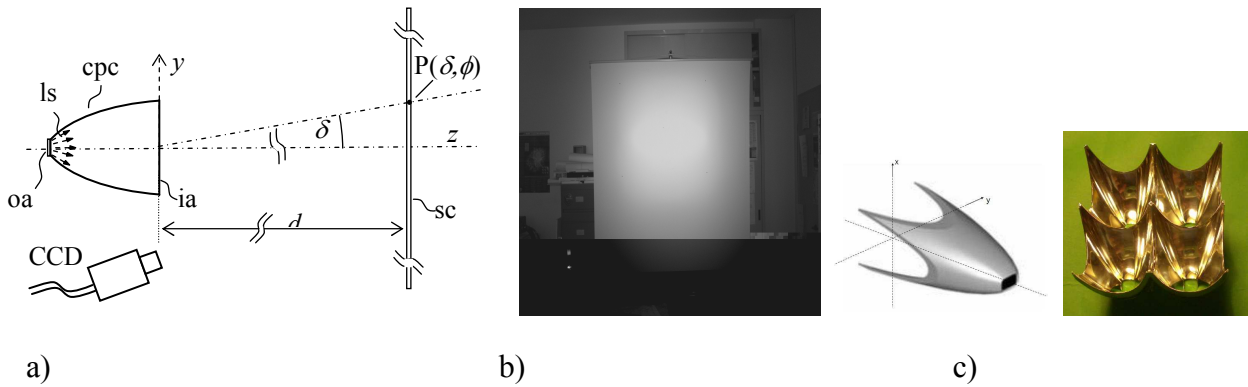 y
cpc
ls
P(δ,ϕ)
δ
z
oa
ia
d
sc
CCD
x
y
a)
b)
c)